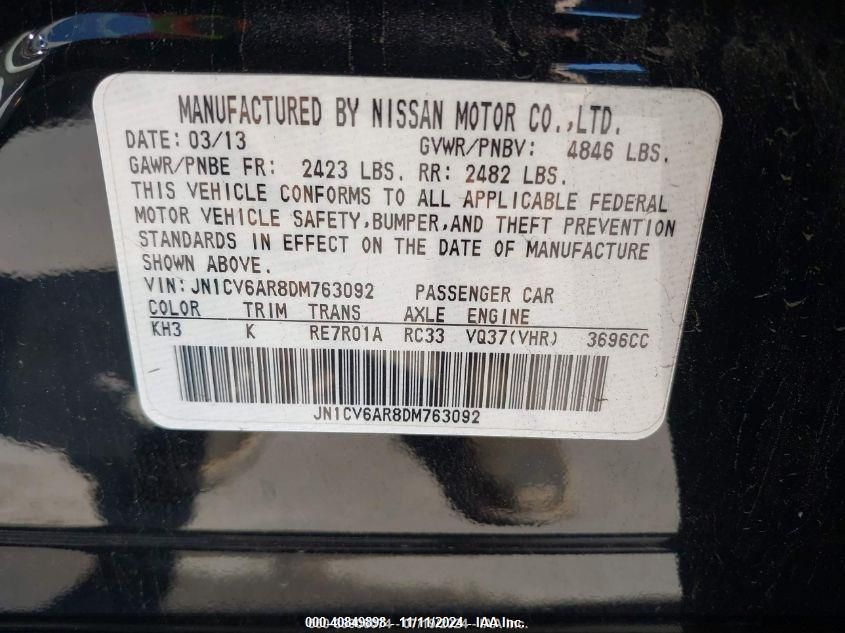 MANUFACTURED BY NISSAN MOTOR CO.,LTD.
DATE: 03/13 GVWR/PNBV: 4846 LBS.
GAWR/PNBE FR: 2423 LBS. RR: 2482 LBS.
THIS VEHICLE CONFORMS TO ALL APPLICABLE FEDERAL
MOTOR VEHICLE SAFETY,BUMPER,AND THEFT PREVENTION
STANDARDS IN EFFECT ON THE DATE OF MANUFACTURE
SHOWN ABOVE.
VIN: JN1CV6AR8DM763092 PASSENGER CAR
COLOR TRIM TRANS AXLE ENGINE
KH3 K RE7R01A RC33 VQ37(VHR) 3696CC
JN1CV6AR8DM763092
000-40849898 - 11/11/2024 - IAA Inc.